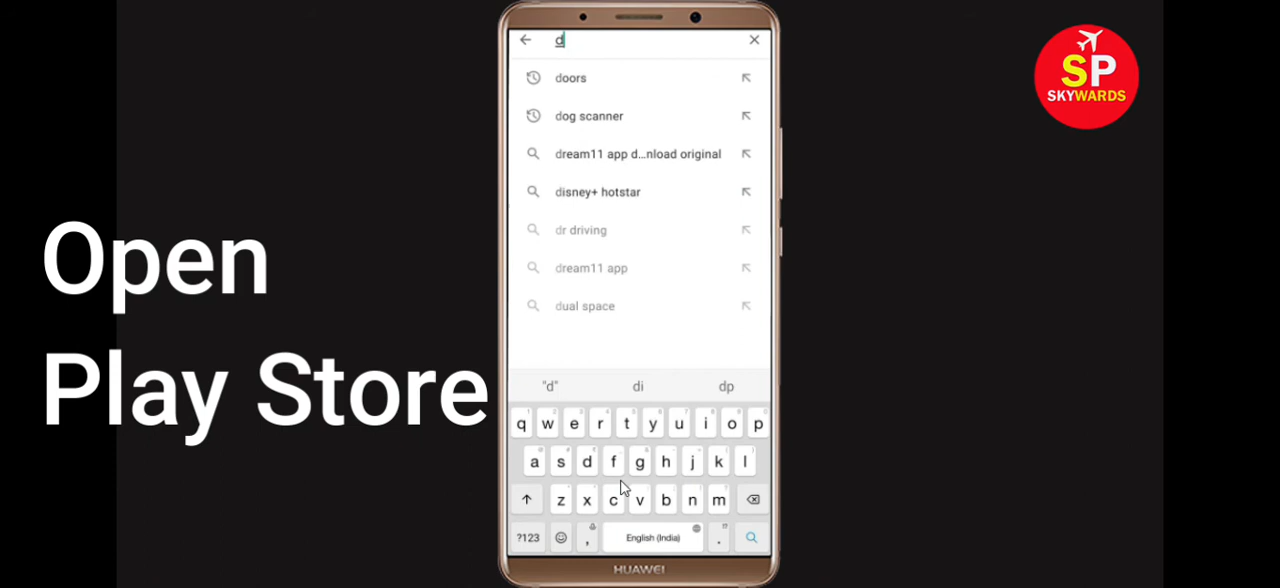 d
doors
dog scanner
dream11 app d...nload original
disney+ hotstar
dr driving
dream11 app
dual space
"d" di dp
q w e r t y u i o p
a s d f g h j k l
z x c v b n m
?123 , English (India) .
HUAWEI
Open
Play Store
SP
SKYWARDS